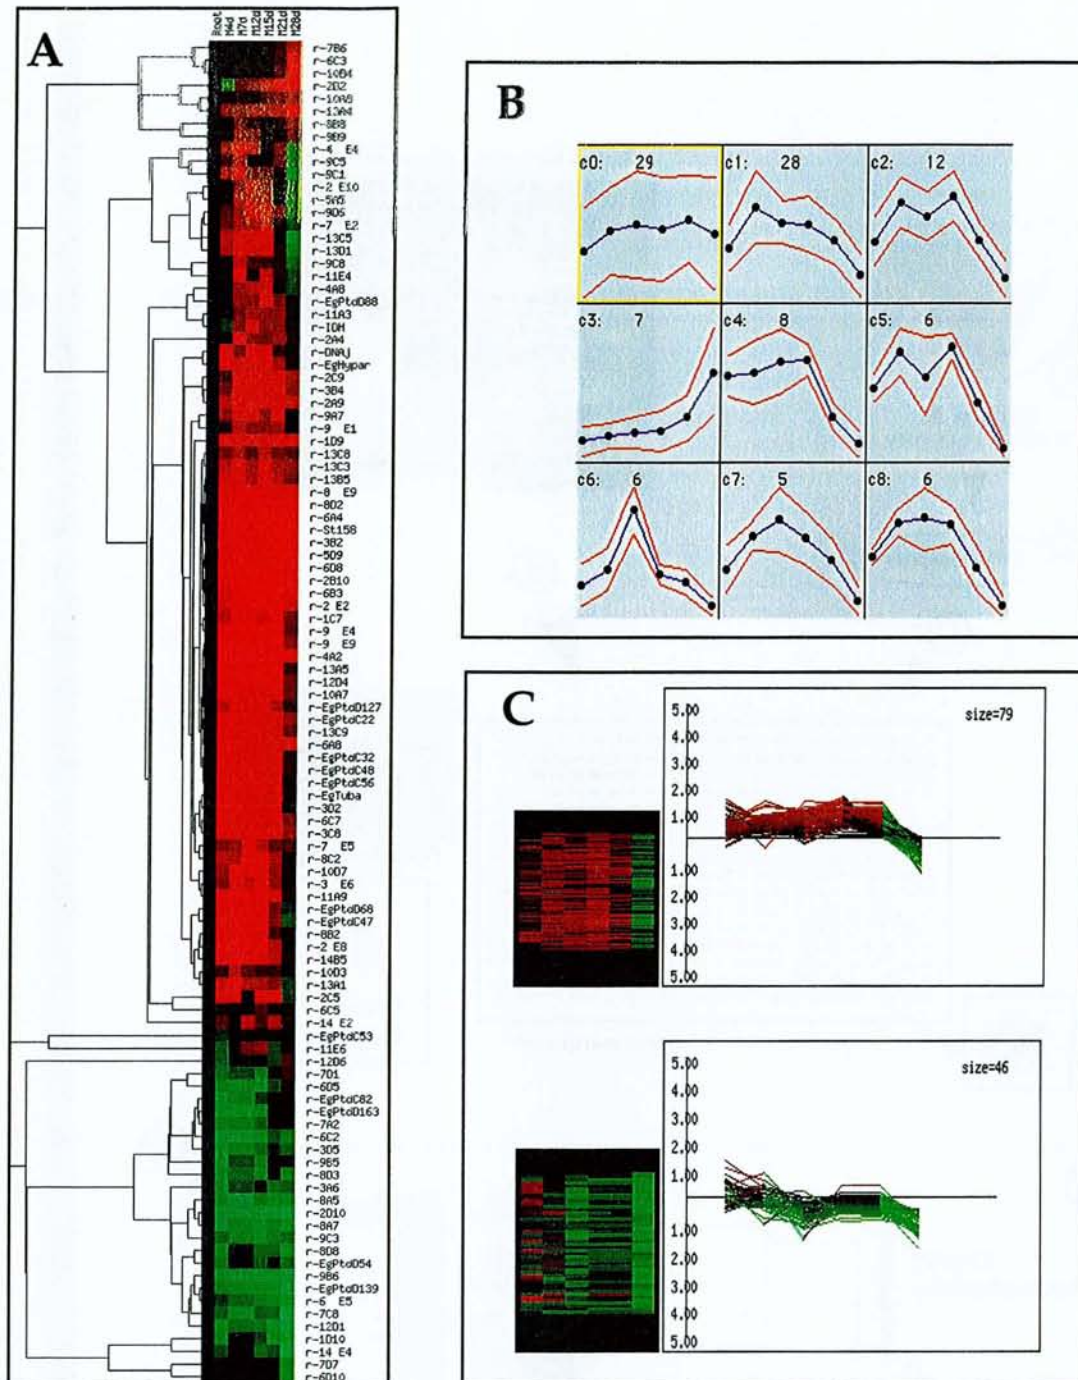 A
Root
M4d
M7d
M12d
M15d
M21d
M28d
r-7B6
r-6C3
r-10B4
r-2B2
r-10A8
r-13A4
r-8B8
r-9B9
r-4 E4
r-9C5
r-9C1
r-2 E10
r-5A5
r-9D6
r-7 E2
r-13C5
r-13D1
r-9C8
r-11E4
r-4A8
r-EgPtdD88
r-11A3
r-IDH
r-2A4
r-DNAj
r-EgHypar
r-2C9
r-3B4
r-2A9
r-9A7
r-9 E1
r-1D9
r-13C8
r-13C3
r-13B5
r-8 E9
r-8D2
r-6A4
r-St158
r-3B2
r-5D9
r-6D8
r-2B10
r-6B3
r-2 E2
r-1C7
r-9 E4
r-9 E9
r-4A2
r-13A5
r-12D4
r-10A7
r-EgPtdD127
r-EgPtdC22
r-13C9
r-6A8
r-EgPtdC32
r-EgPtdC48
r-EgPtdC56
r-EgTuba
r-3D2
r-6C7
r-3C8
r-7 E5
r-8C2
r-10D7
r-3 E6
r-11A9
r-EgPtdD68
r-EgPtdC47
r-8B2
r-2 E8
r-14B5
r-10D3
r-13A1
r-2C5
r-6C5
r-14 E2
r-EgPtdC53
r-11E6
r-12D6
r-7D1
r-6D5
r-EgPtdC82
r-EgPtdD163
r-7A2
r-6C2
r-3D5
r-9B5
r-8D3
r-3A6
r-8A5
r-2D10
r-8A7
r-9C3
r-8D8
r-EgPtdD54
r-9B6
r-EgPtdD139
r-6 E5
r-7C8
r-12D1
r-1D10
r-14 E4
r-7D7
r-6D10
B
c0: 29
c1: 28
c2: 12
c3: 7
c4: 8
c5: 6
c6: 6
c7: 5
c8: 6
C
size=79
5.00
4.00
3.00
2.00
1.00
1.00
2.00
3.00
4.00
5.00
size=46
5.00
4.00
3.00
2.00
1.00
1.00
2.00
3.00
4.00
5.00